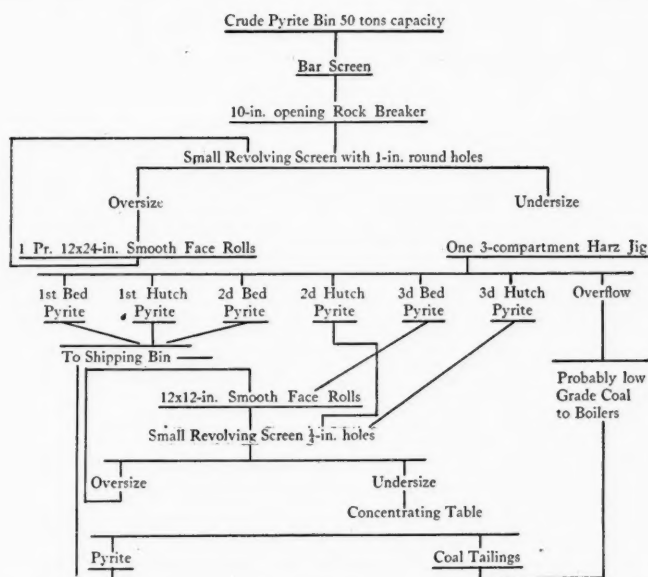 Crude Pyrite Bin 50 tons capacity
Bar Screen
10-in. opening Rock Breaker
Small Revolving Screen with 1-in. round holes
Oversize
Undersize
1 Pr. 12x24-in. Smooth Face Rolls
One 3-compartment Harz Jig
1st Bed Pyrite
1st Hutch Pyrite
2d Bed Pyrite
2d Hutch Pyrite
3d Bed Pyrite
3d Hutch Pyrite
Overflow
To Shipping Bin
Probably low
Grade Coal
to Boilers
12x12-in. Smooth Face Rolls
Small Revolving Screen ¼-in. holes
Oversize
Undersize
Concentrating Table
Pyrite
Coal Tailings